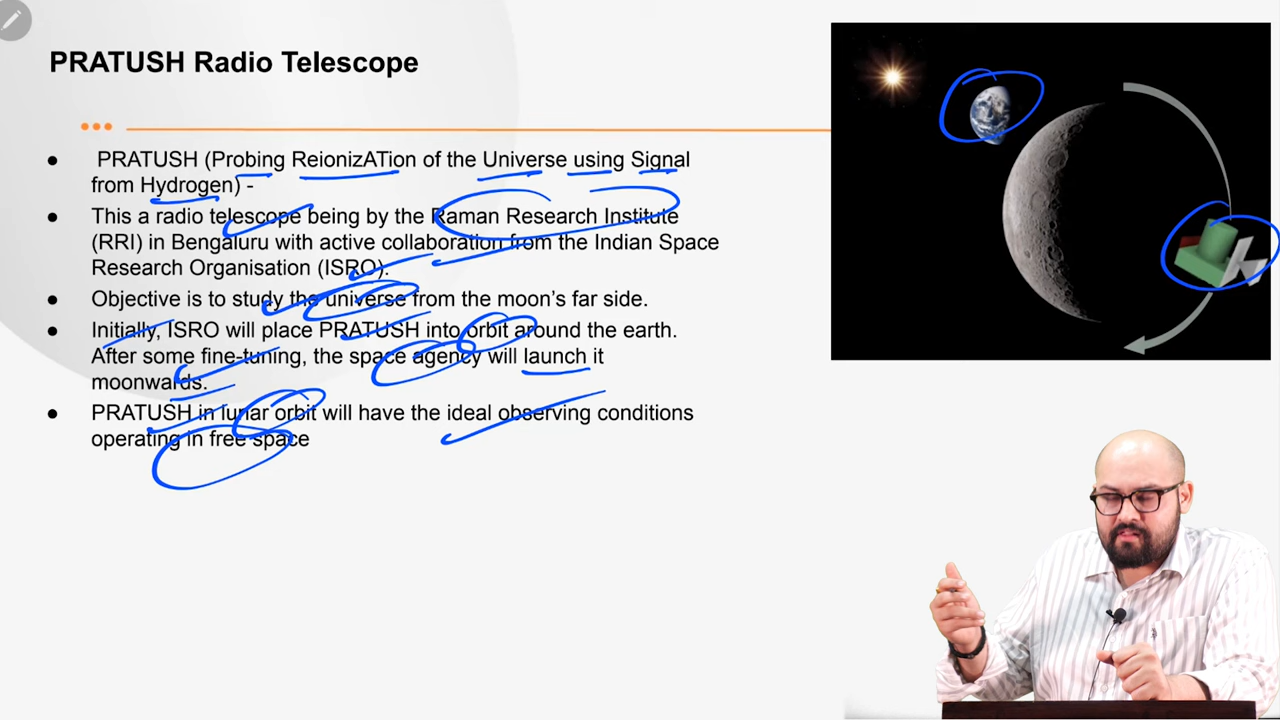 PRATUSH Radio Telescope
PRATUSH (Probing ReionizATion of the Universe using Signal
from Hydrogen) -
This a radio telescope being by the Raman Research Institute
(RRI) in Bengaluru with active collaboration from the Indian Space
Research Organisation (ISRO).
Objective is to study the universe from the moon's far side.
Initially, ISRO will place PRATUSH into orbit around the earth.
After some fine-tuning, the space agency will launch it
moonwards.
PRATUSH in lunar orbit will have the ideal observing conditions
operating in free space